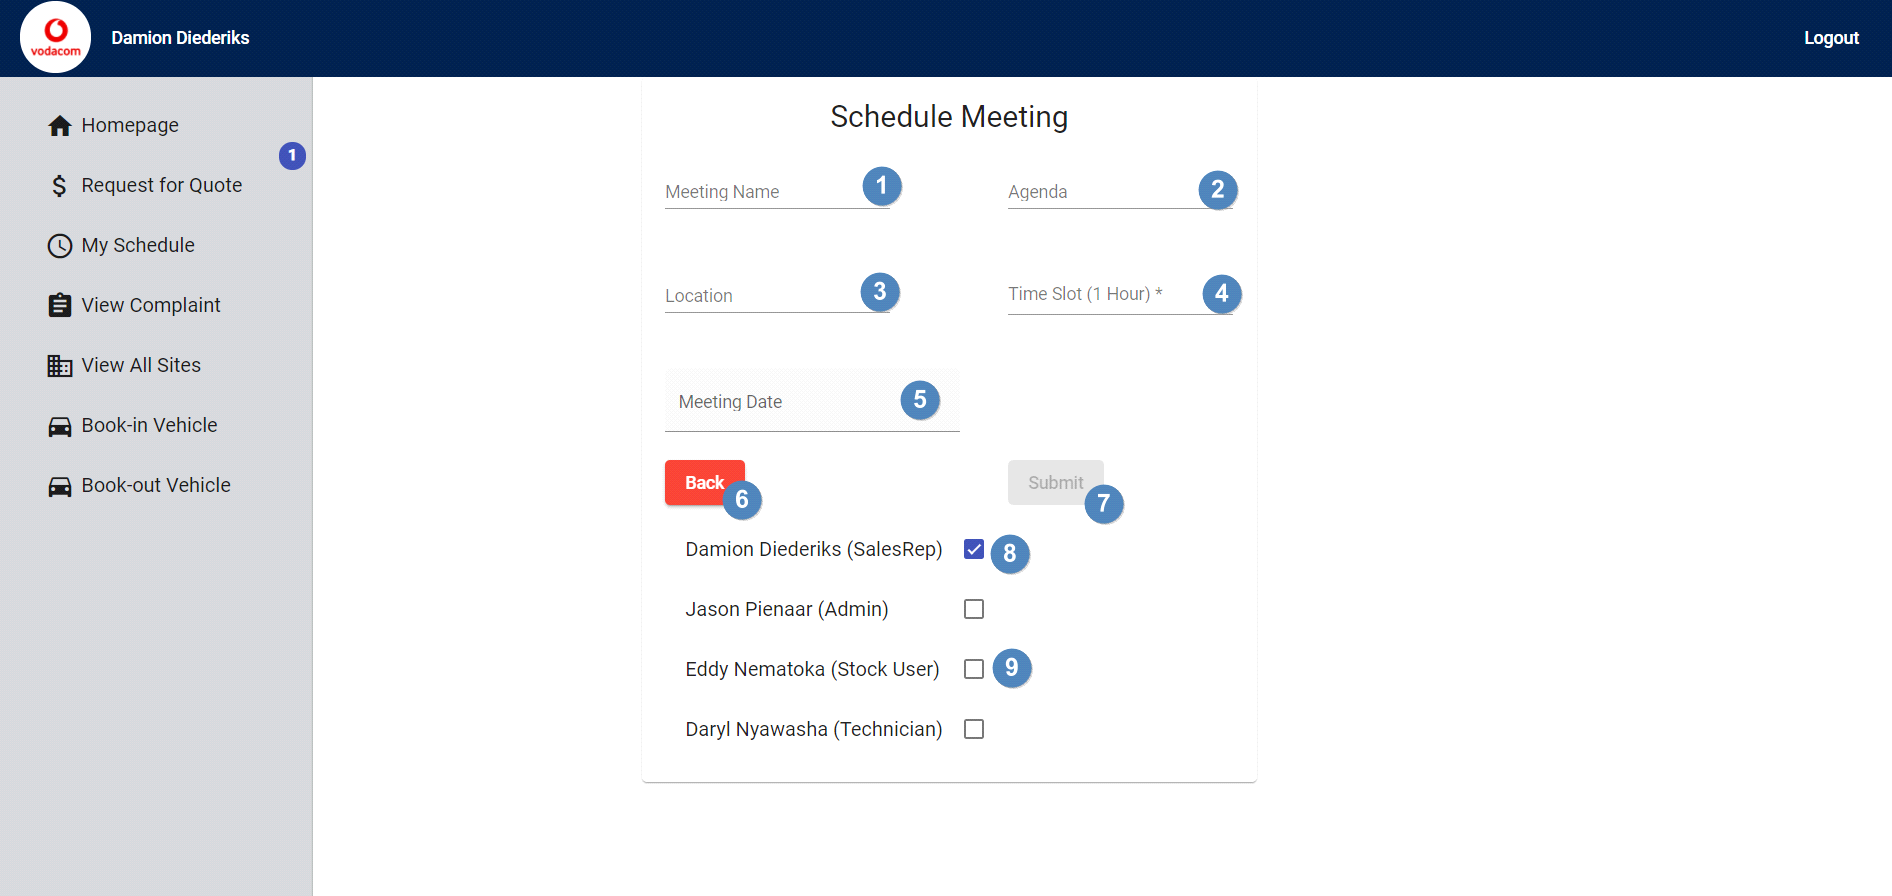 vodacom
Damion Diederiks
Logout
Homepage
1
Request for Quote
My Schedule
View Complaint
View All Sites
Book-in Vehicle
Book-out Vehicle
Schedule Meeting
Meeting Name 1
Agenda 2
Location 3
Time Slot (1 Hour) * 4
Meeting Date 5
Back 6
Submit 7
Damion Diederiks (SalesRep) 8
Jason Pienaar (Admin)
Eddy Nematoka (Stock User) 9
Daryl Nyawasha (Technician)